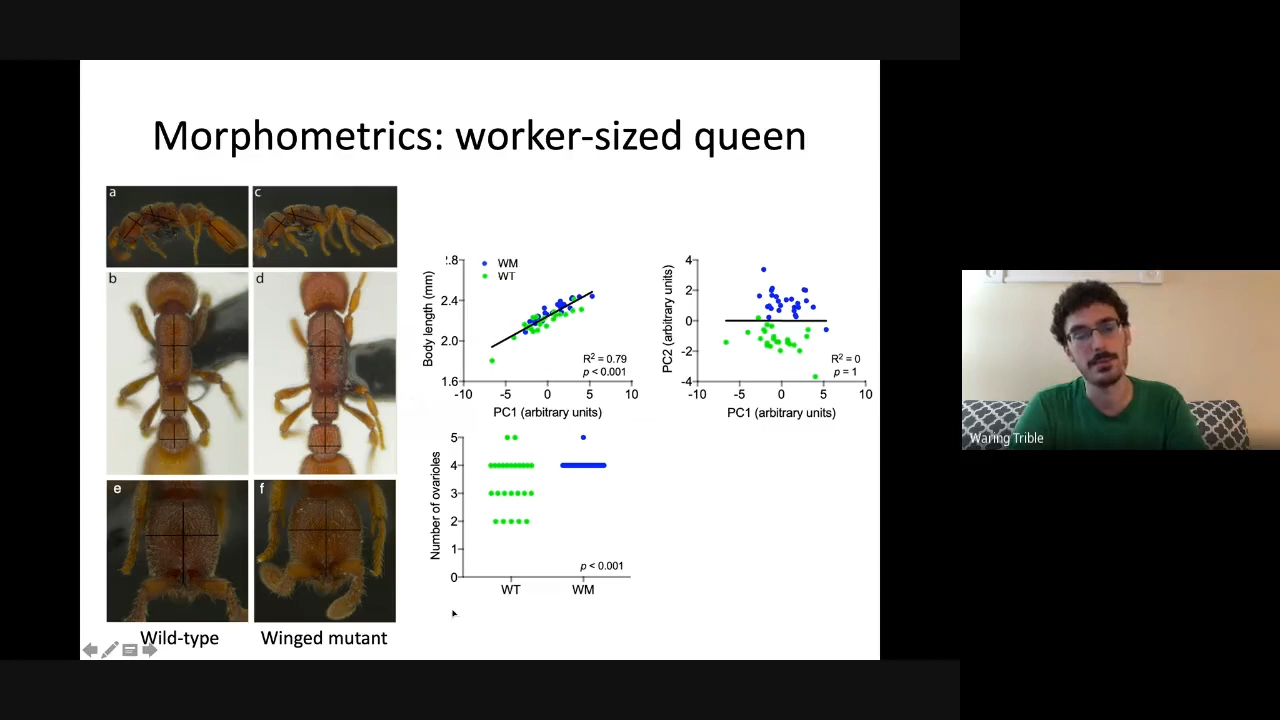 Morphometrics: worker-sized queen
a
c
b
d
e
f
Wild-type
Winged mutant
Body length (mm)
.8
2.4
2.0
1.6
WM
WT
R² = 0.79
p < 0.001
-10 -5 0 5 10
PC1 (arbitrary units)
PC2 (arbitrary units)
4
2
0
-2
-4
R² = 0
p = 1
-10 -5 0 5 10
PC1 (arbitrary units)
Number of ovarioles
5
4
3
2
1
0
p < 0.001
WT WM
Waring Trible